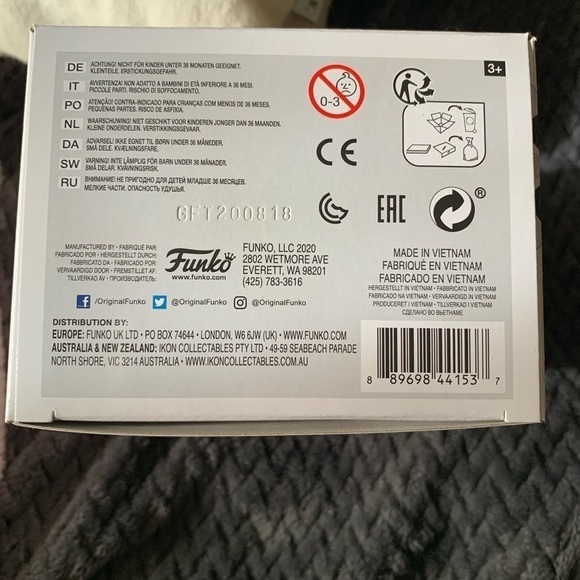 DE ACHTUNG! NICHT FÜR KINDER UNTER 36 MONATEN GEEIGNET.
KLEINTEILE. ERSTICKUNGSGEFAHR.
IT AVVERTENZA! NON ADATTO A BAMBINI DI ETÀ INFERIORE A 36 MESI.
PICCOLE PARTI. RISCHIO DI SOFFOCAMENTO.
PO ATENÇÃO! CONTRA-INDICADO PARA CRIANÇAS COM MENOS DE 36 MESES.
PEQUENAS PARTES. RISCO DE ASFIXIA.
NL WAARSCHUWING! NIET GESCHIKT VOOR KINDEREN JONGER DAN 36 MAANDEN.
KLEINE ONDERDELEN. VERSTIKKINGSGEVAAR.
DA ADVARSEL! IKKE EGNET TIL BØRN UNDER 36 MÅNEDER.
SMÅ DELE. KVÆLNINGSFARE.
SW VARNING! INTE LÄMPLIG FÖR BARN UNDER 36 MÅNADER.
SMÅ DELAR. KVÄVNINGSRISK.
RU ВНИМАНИЕ! НЕ ПРИГОДНО ДЛЯ ДЕТЕЙ МЛАДШЕ 36 МЕСЯЦЕВ.
МЕЛКИЕ ЧАСТИ. ОПАСНОСТЬ УДУШЬЯ.
0-3
3+
CE
EAC
®
GFT200818
MANUFACTURED BY • FABRIQUÉ PAR:
FABRICADO POR • HERGESTELLT DURCH:
FABBRICATO DA • FABRICADO POR:
VERVAARDIGD DOOR • FREMSTILLET AF:
TILLVERKAD AV • ПРОИЗВОДИТЕЛЬ:
Funko
www.funko.com
FUNKO, LLC 2020
2802 WETMORE AVE
EVERETT, WA 98201
(425) 783-3616
MADE IN VIETNAM
FABRIQUÉ EN VIETNAM
FABRICADO EN VIETNAM
HERGESTELLT IN VIETNAM • FABBRICATO IN VIETNAM
FABRICADO NA VIETNAM • VERVAARDIGD IN VIETNAM
PRODUCERET I VIETNAM • TILLVERKAD I VIETNAM
СДЕЛАНО ВО ВЬЕТНАМЕ
/OriginalFunko @OriginalFunko @OriginalFunko
DISTRIBUTION BY:
EUROPE: FUNKO UK LTD • PO BOX 74644 • LONDON, W6 6JW (UK) • WWW.FUNKO.COM
AUSTRALIA & NEW ZEALAND: IKON COLLECTABLES PTY LTD • 49-59 SEABEACH PARADE
NORTH SHORE, VIC 3214 AUSTRALIA • WWW.IKONCOLLECTABLES.COM.AU
8 89698 44153 7